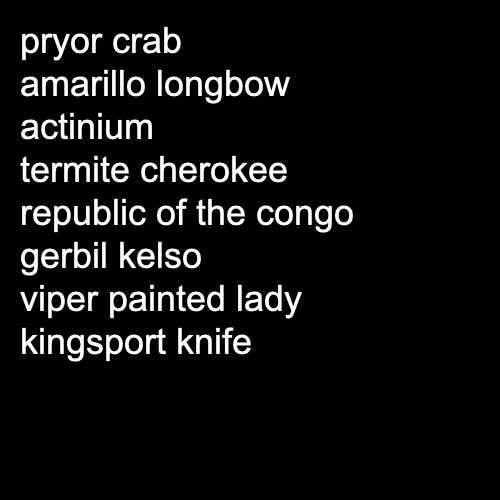 pryor crab
amarillo longbow
actinium
termite cherokee
republic of the congo
gerbil kelso
viper painted lady
kingsport knife